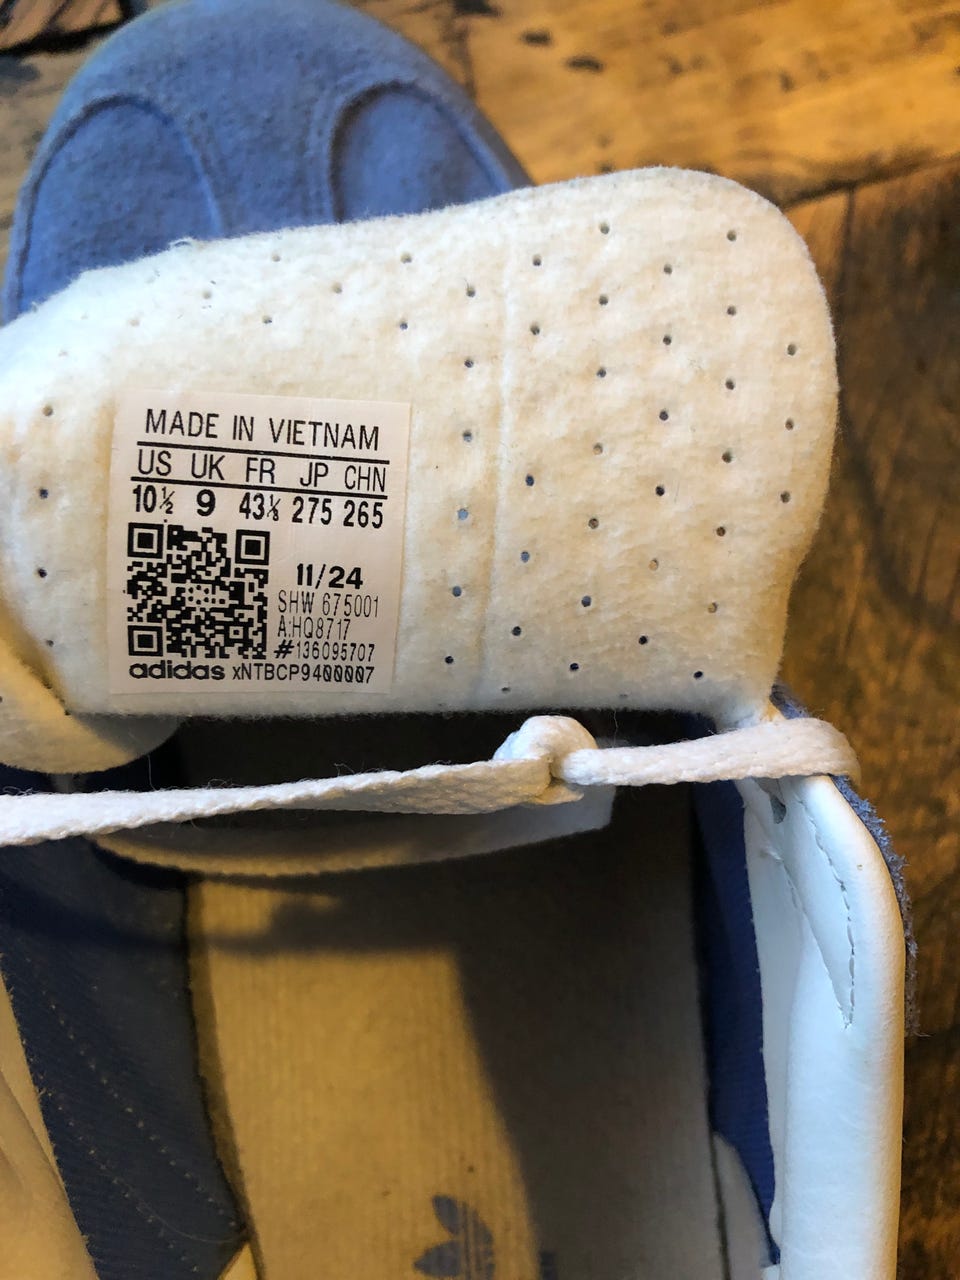 MADE IN VIETNAM
US UK FR JP CHN
10½ 9 43⅓ 275 265
11/24
SHW 675001
A:HQ8717
#136095707
adidas xNTBCP9400007